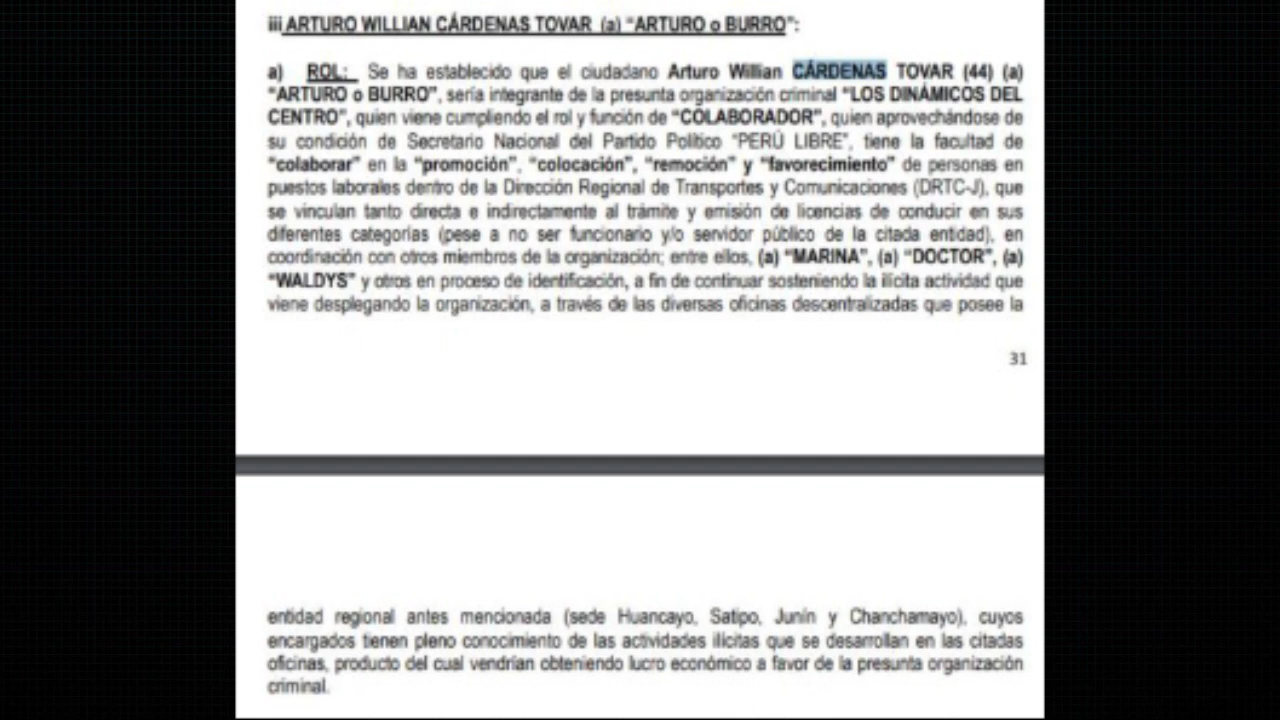 iii ARTURO WILLIAN CÁRDENAS TOVAR (a) “ARTURO o BURRO”:
a) ROL: Se ha establecido que el ciudadano Arturo Willian CÁRDENAS TOVAR (44) (a)
“ARTURO o BURRO”, sería integrante de la presunta organización criminal “LOS DINÁMICOS DEL
CENTRO”, quien viene cumpliendo el rol y función de “COLABORADOR”, quien aprovechándose de
su condición de Secretario Nacional del Partido Político “PERÚ LIBRE”, tiene la facultad de
“colaborar” en la “promoción”, “colocación”, “remoción” y “favorecimiento” de personas en
puestos laborales dentro de la Dirección Regional de Transportes y Comunicaciones (DRTC-J), que
se vinculan tanto directa e indirectamente al trámite y emisión de licencias de conducir en sus
diferentes categorías (pese a no ser funcionario y/o servidor público de la citada entidad), en
coordinación con otros miembros de la organización; entre ellos, (a) “MARINA”, (a) “DOCTOR”, (a)
“WALDYS” y otros en proceso de identificación, a fin de continuar sosteniendo la ilícita actividad que
viene desplegando la organización, a través de las diversas oficinas descentralizadas que posee la
31
entidad regional antes mencionada (sede Huancayo, Satipo, Junín y Chanchamayo), cuyos
encargados tienen pleno conocimiento de las actividades ilícitas que se desarrollan en las citadas
oficinas, producto del cual vendrían obteniendo lucro económico a favor de la presunta organización
criminal.